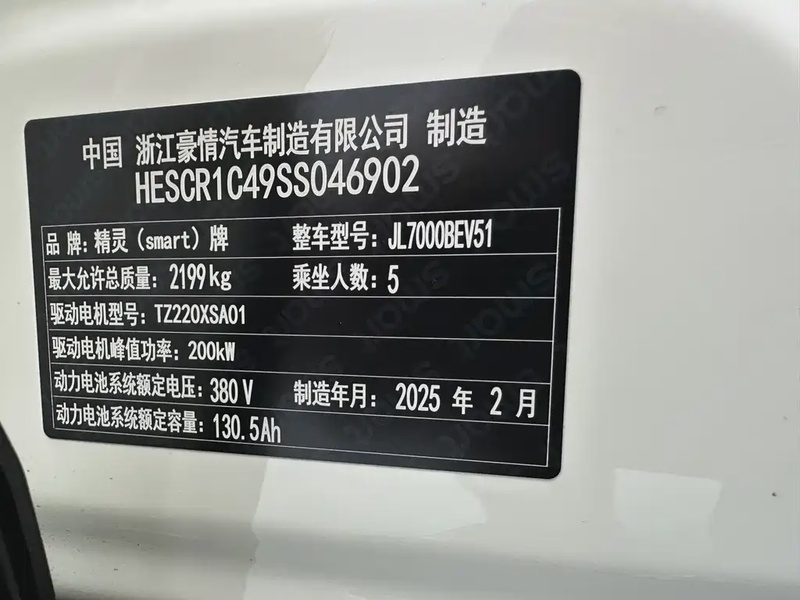 中国 浙江豪情汽车制造有限公司 制造
HESCR1C49SS046902
品 牌: 精灵（smart）牌 整车型号: JL7000BEV51
最大允许总质量: 2199kg 乘坐人数: 5
驱动电机型号: TZ220XSA01
驱动电机峰值功率: 200kW
动力电池系统额定电压: 380 V 制造年月: 2025 年 2 月
动力电池系统额定容量: 130.5Ah